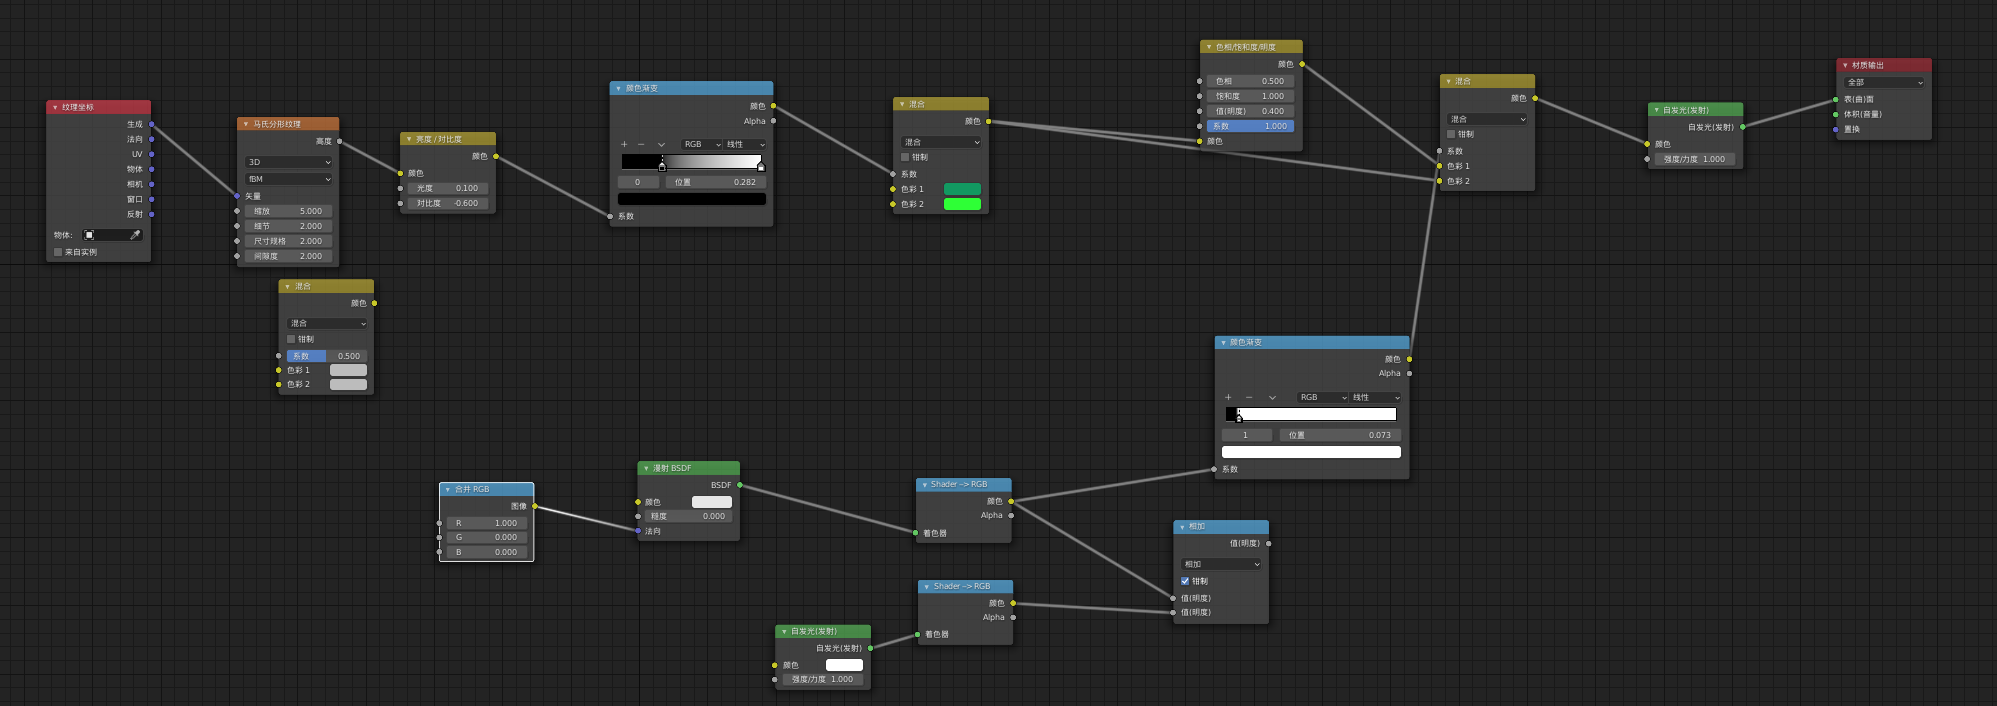 纹理坐标
生成
法向
UV
物体
相机
窗口
反射
物体:
来自实例
马氏分形纹理
高度
3D
fBM
矢量
缩放 5.000
细节 2.000
尺寸规格 2.000
间隙度 2.000
混合
颜色
混合
钳制
系数 0.500
色彩 1
色彩 2
亮度 / 对比度
颜色
颜色
光度 0.100
对比度 -0.600
颜色渐变
颜色
Alpha
RGB 线性
0 位置 0.282
系数
混合
颜色
混合
钳制
系数
色彩 1
色彩 2
色相/饱和度/明度
颜色
色相 0.500
饱和度 1.000
值(明度) 0.400
系数 1.000
颜色
混合
颜色
混合
钳制
系数
色彩 1
色彩 2
自发光(发射)
自发光(发射)
颜色
强度/力度 1.000
材质输出
全部
表(曲)面
体积(音量)
置换
颜色渐变
颜色
Alpha
RGB 线性
1 位置 0.073
系数
合并 RGB
图像
R 1.000
G 0.000
B 0.000
漫射 BSDF
BSDF
颜色
糙度 0.000
法向
Shader -> RGB
颜色
Alpha
着色器
相加
值(明度)
相加
钳制
值(明度)
值(明度)
Shader -> RGB
颜色
Alpha
着色器
自发光(发射)
自发光(发射)
颜色
强度/力度 1.000